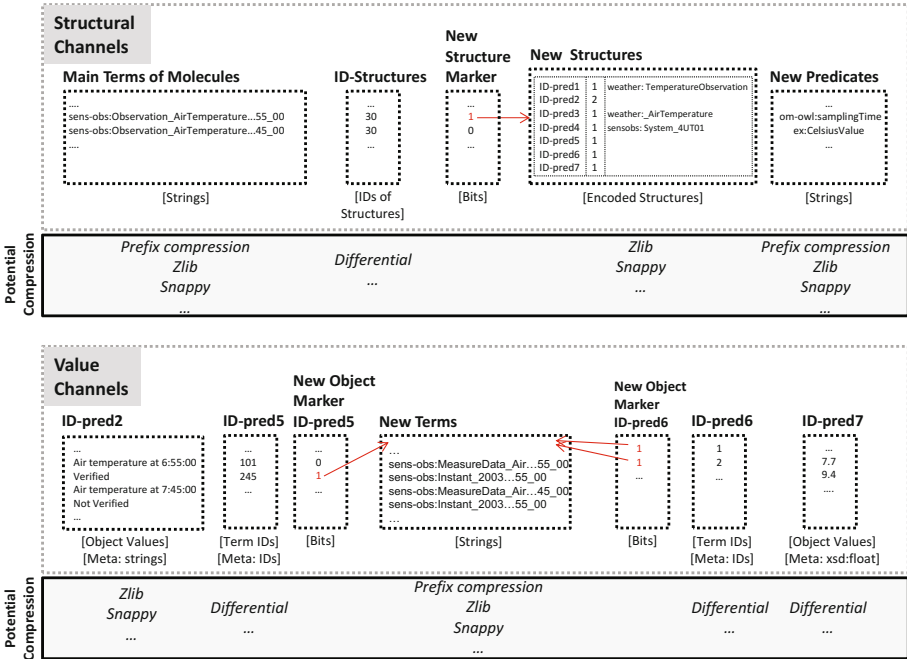 Structural
Channels
Main Terms of Molecules
....
sens-obs:Observation_AirTemperature...55_00
sens-obs:Observation_AirTemperature...45_00
....
[Strings]
ID-Structures
...
30
30
...
[IDs of
Structures]
New
Structure
Marker
...
1
0
...
[Bits]
New Structures
ID-pred1 1 weather: TemperatureObservation
ID-pred2 2
ID-pred3 1 weather:_AirTemperature
ID-pred4 1 sensobs: System_4UT01
ID-pred5 1
ID-pred6 1
ID-pred7 1
[Encoded Structures]
New Predicates
...
om-owl:samplingTime
ex:CelsiusValue
...
[Strings]
Potential
Compression
Prefix compression
Zlib
Snappy
...
Differential
...
Zlib
Snappy
...
Prefix compression
Zlib
Snappy
...
Value
Channels
ID-pred2
...
Air temperature at 6:55:00
Verified
Air temperature at 7:45:00
Not Verified
...
[Object Values]
[Meta: strings]
ID-pred5
...
101
245
...
[Term IDs]
[Meta: IDs]
New Object
Marker
ID-pred5
...
0
1
...
[Bits]
New Terms
...
sens-obs:MeasureData_Air...55_00
sens-obs:Instant_2003...55_00
sens-obs:MeasureData_Air...45_00
sens-obs:Instant_2003...55_00
...
[Strings]
New Object
Marker
ID-pred6
1
1
...
[Bits]
ID-pred6
1
2
...
[Term IDs]
[Meta: IDs]
ID-pred7
...
7.7
9.4
....
[Object Values]
[Meta: xsd:float]
Potential
Compression
Zlib
Snappy
...
Differential
...
Prefix compression
Zlib
Snappy
...
Differential
...
Differential
...